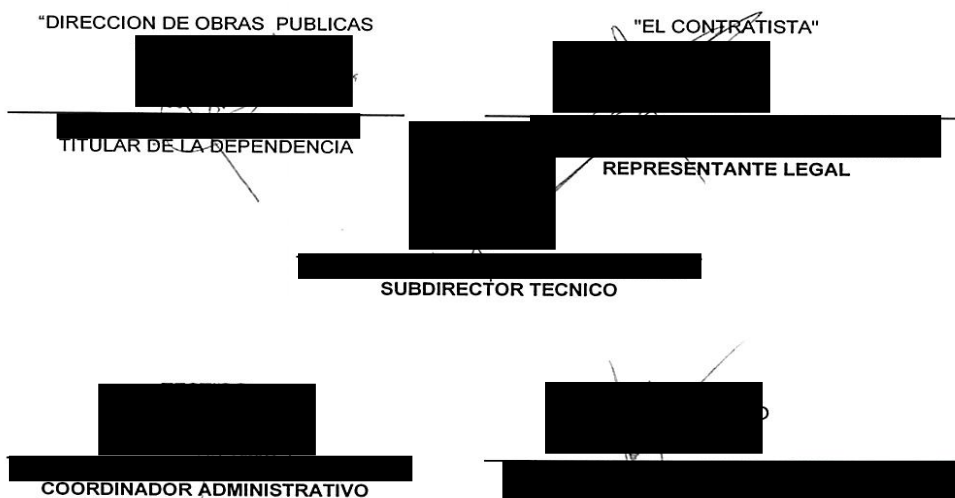 “DIRECCION DE OBRAS PUBLICAS
"EL CONTRATISTA"
TITULAR DE LA DEPENDENCIA
REPRESENTANTE LEGAL
SUBDIRECTOR TECNICO
COORDINADOR ADMINISTRATIVO